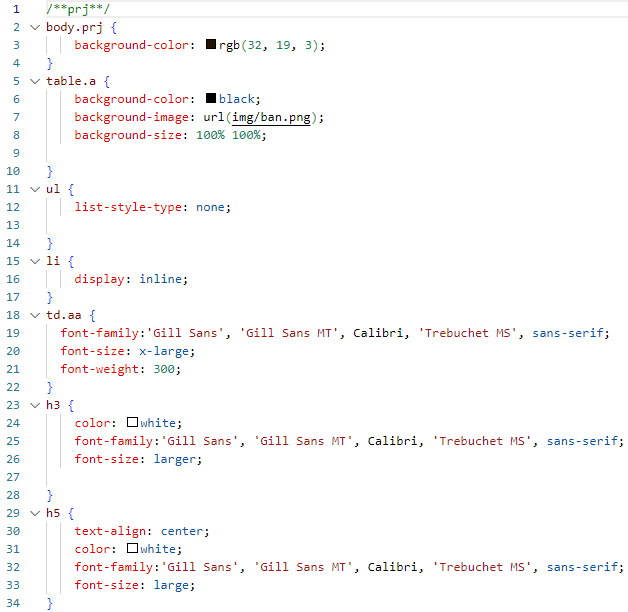 1 /**prj**/
2 body.prj {
3 background-color: rgb(32, 19, 3);
4 }
5 table.a {
6 background-color: black;
7 background-image: url(img/ban.png);
8 background-size: 100% 100%;
9
10 }
11 ul {
12 list-style-type: none;
13
14 }
15 li {
16 display: inline;
17 }
18 td.aa {
19 font-family:'Gill Sans', 'Gill Sans MT', Calibri, 'Trebuchet MS', sans-serif;
20 font-size: x-large;
21 font-weight: 300;
22 }
23 h3 {
24 color: white;
25 font-family:'Gill Sans', 'Gill Sans MT', Calibri, 'Trebuchet MS', sans-serif;
26 font-size: larger;
27
28 }
29 h5 {
30 text-align: center;
31 color: white;
32 font-family:'Gill Sans', 'Gill Sans MT', Calibri, 'Trebuchet MS', sans-serif;
33 font-size: large;
34 }